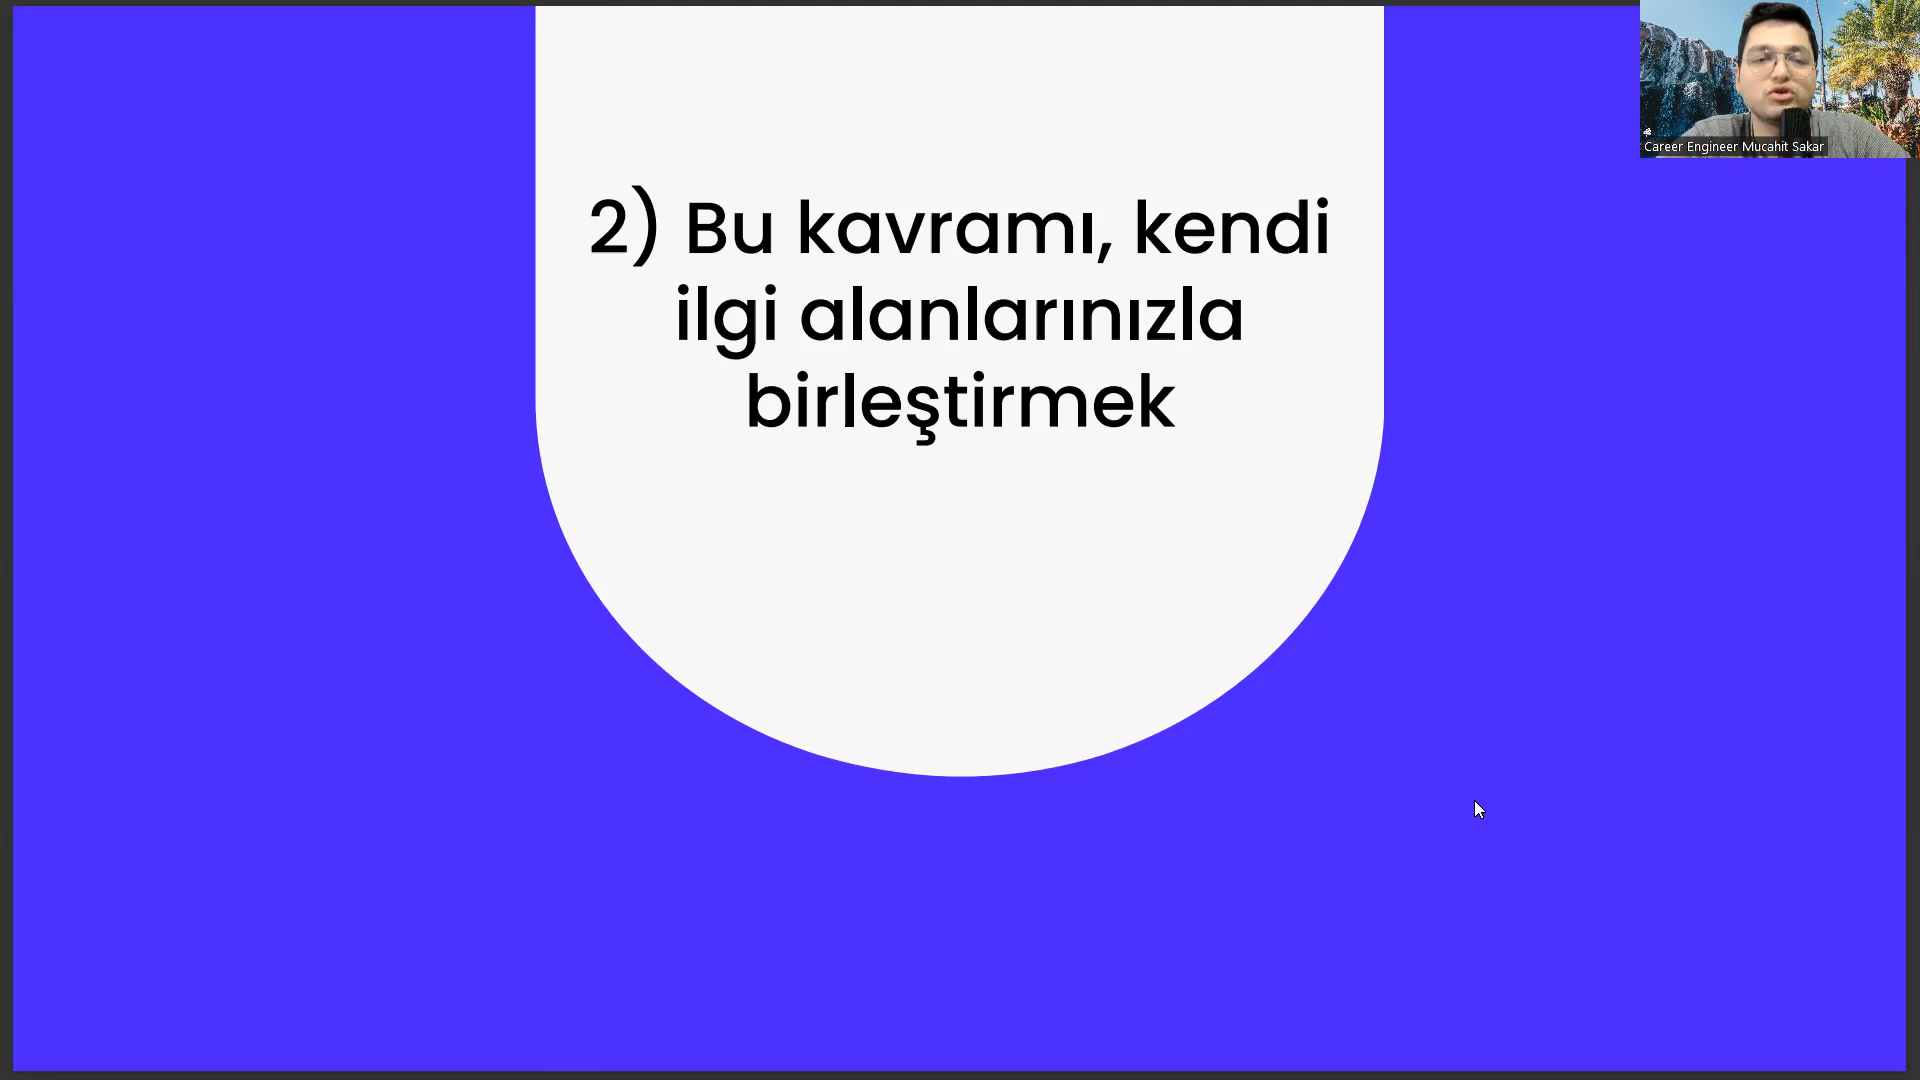 Career Engineer Mucahit Sakar
2) Bu kavramı, kendi
ilgi alanlarınızla
birleştirmek